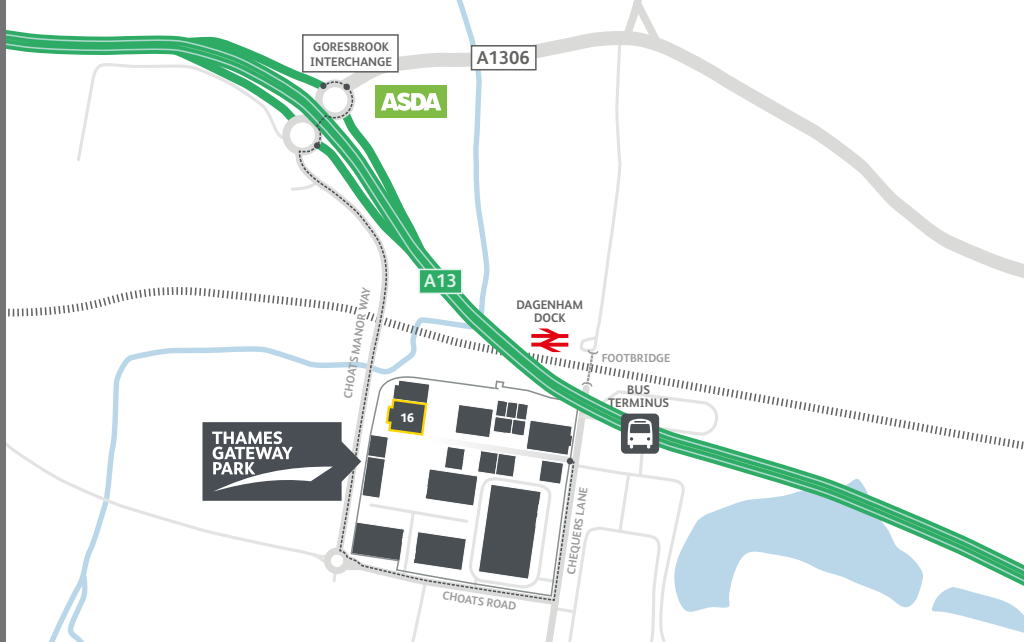 GORESBROOK
INTERCHANGE
A1306
ASDA
A13
DAGENHAM
DOCK
CHOATS MANOR WAY
FOOTBRIDGE
BUS
TERMINUS
16
THAMES
GATEWAY
PARK
CHEQUERS LANE
CHOATS ROAD